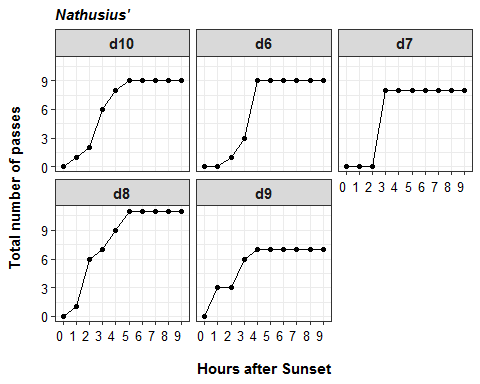 Nathusius'
d10 d6 d7
Total number of passes
9
6
3
0
0 1 2 3 4 5 6 7 8 9
d8 d9
9
6
3
0
0 1 2 3 4 5 6 7 8 9 0 1 2 3 4 5 6 7 8 9
Hours after Sunset